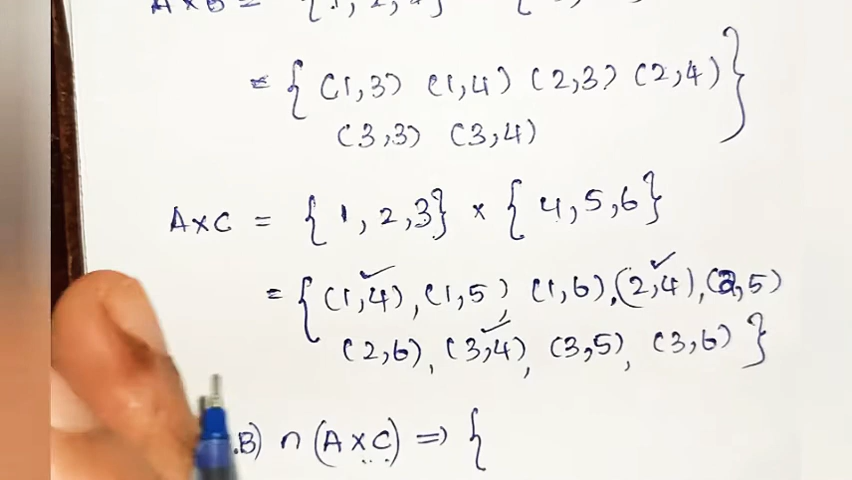 A×B =
= { (1,3) (1,4) (2,3) (2,4) }
(3,3) (3,4)
A×C = { 1, 2, 3} × { 4, 5, 6}
= { (1,4), (1,5), (1,6), (2,4), (2,5)
(2,6), (3,4), (3,5), (3,6) }
B) ∩ (A×C) => {